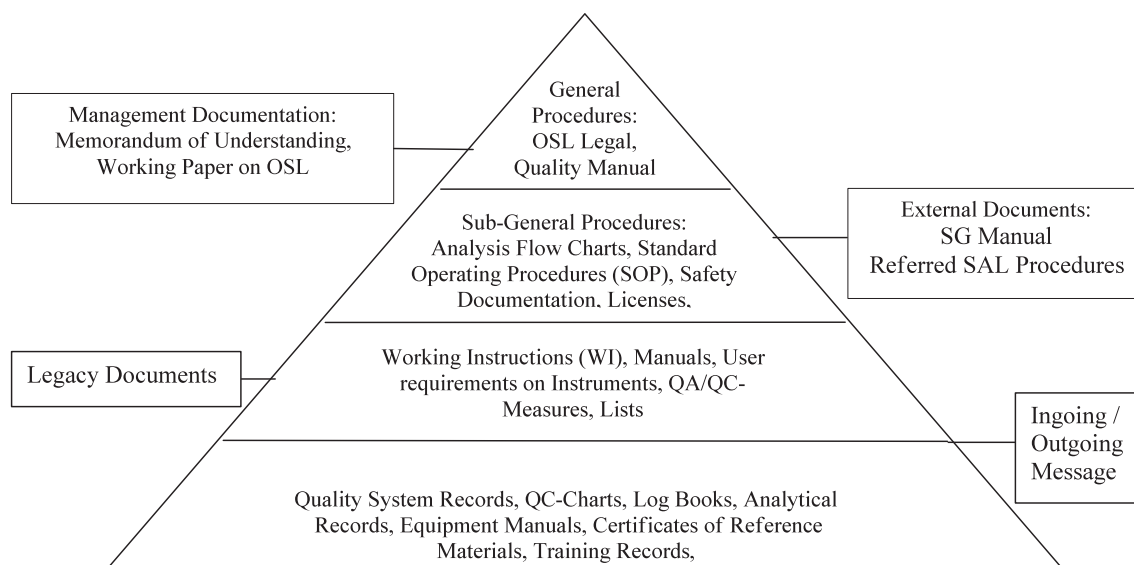 General
Procedures:
OSL Legal,
Quality Manual
Management Documentation:
Memorandum of Understanding,
Working Paper on OSL
Sub-General Procedures:
Analysis Flow Charts, Standard
Operating Procedures (SOP), Safety
Documentation, Licenses,
External Documents:
SG Manual
Referred SAL Procedures
Legacy Documents
Working Instructions (WI), Manuals, User
requirements on Instruments, QA/QC-
Measures, Lists
Ingoing /
Outgoing
Message
Quality System Records, QC-Charts, Log Books, Analytical
Records, Equipment Manuals, Certificates of Reference
Materials, Training Records,